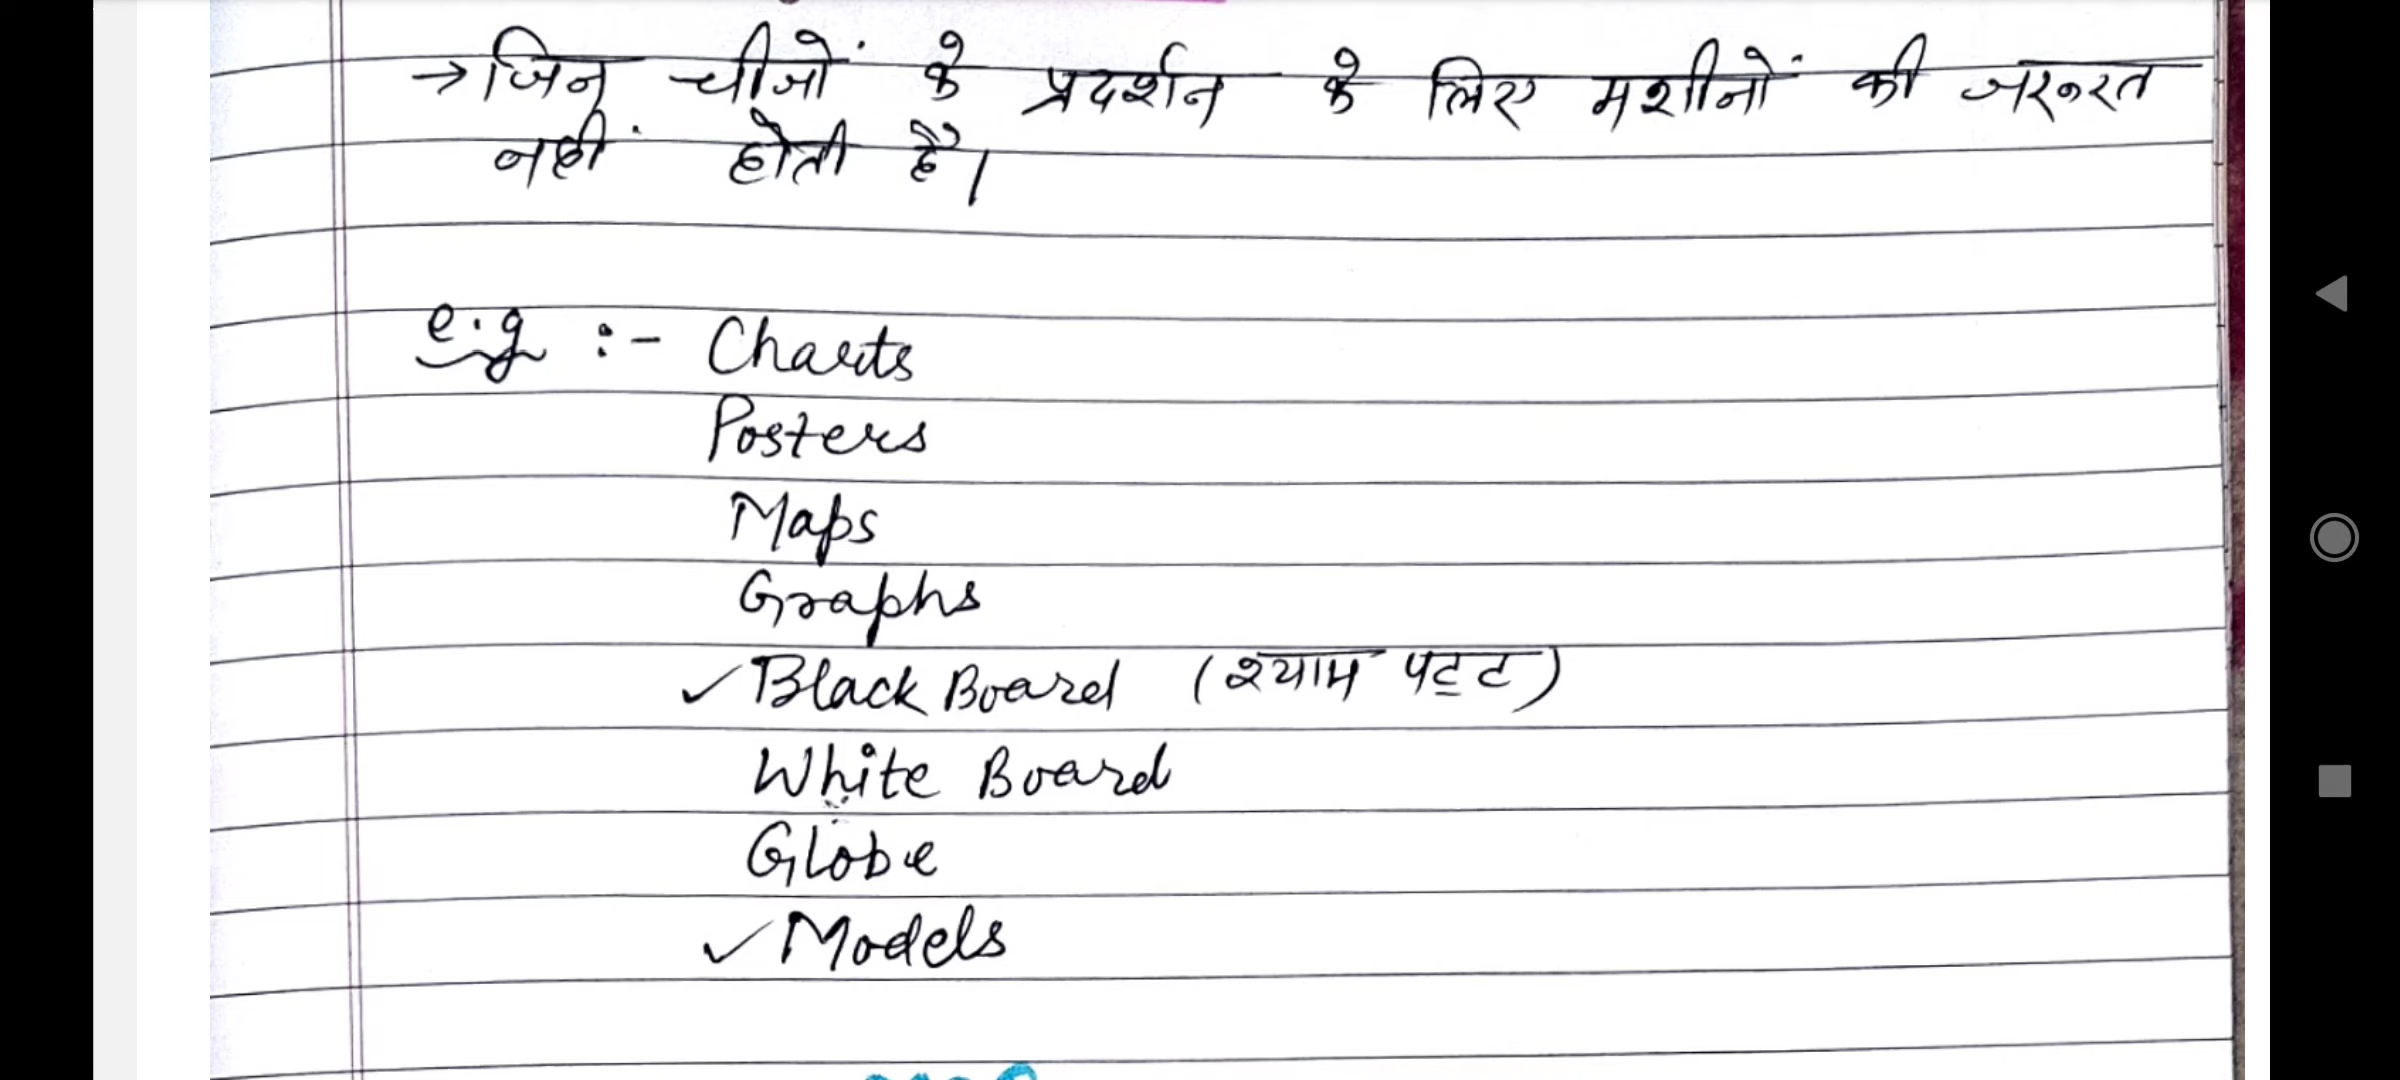 → जिन चीजों के प्रदर्शन के लिए मशीनों की जरूरत
नहीं होती है।
e.g :- Charts
Posters
Maps
Graphs
✓ Black Board (श्याम पट्ट)
White Board
Globe
✓ Models